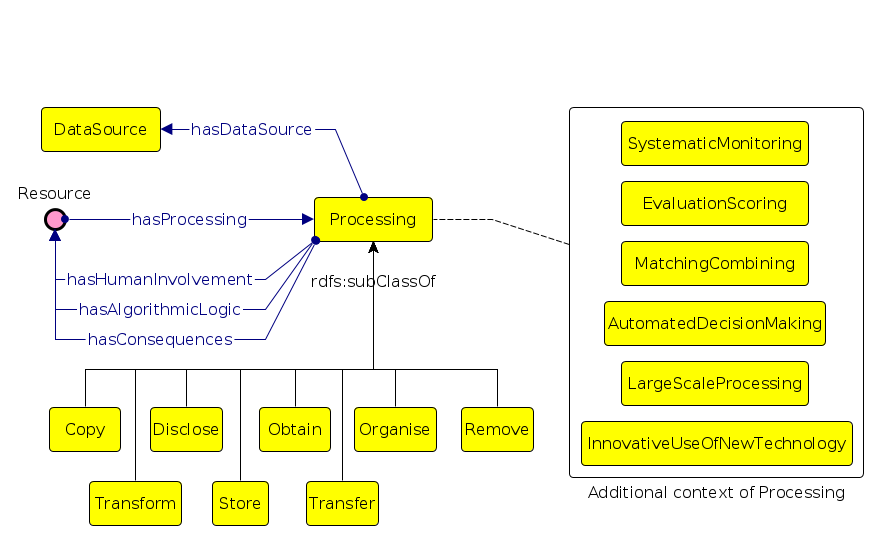 DataSource
hasDataSource
SystematicMonitoring
Resource
hasProcessing
Processing
EvaluationScoring
hasHumanInvolvement
rdfs:subClassOf
MatchingCombining
hasAlgorithmicLogic
AutomatedDecisionMaking
hasConsequences
LargeScaleProcessing
Copy
Disclose
Obtain
Organise
Remove
InnovativeUseOfNewTechnology
Transform
Store
Transfer
Additional context of Processing